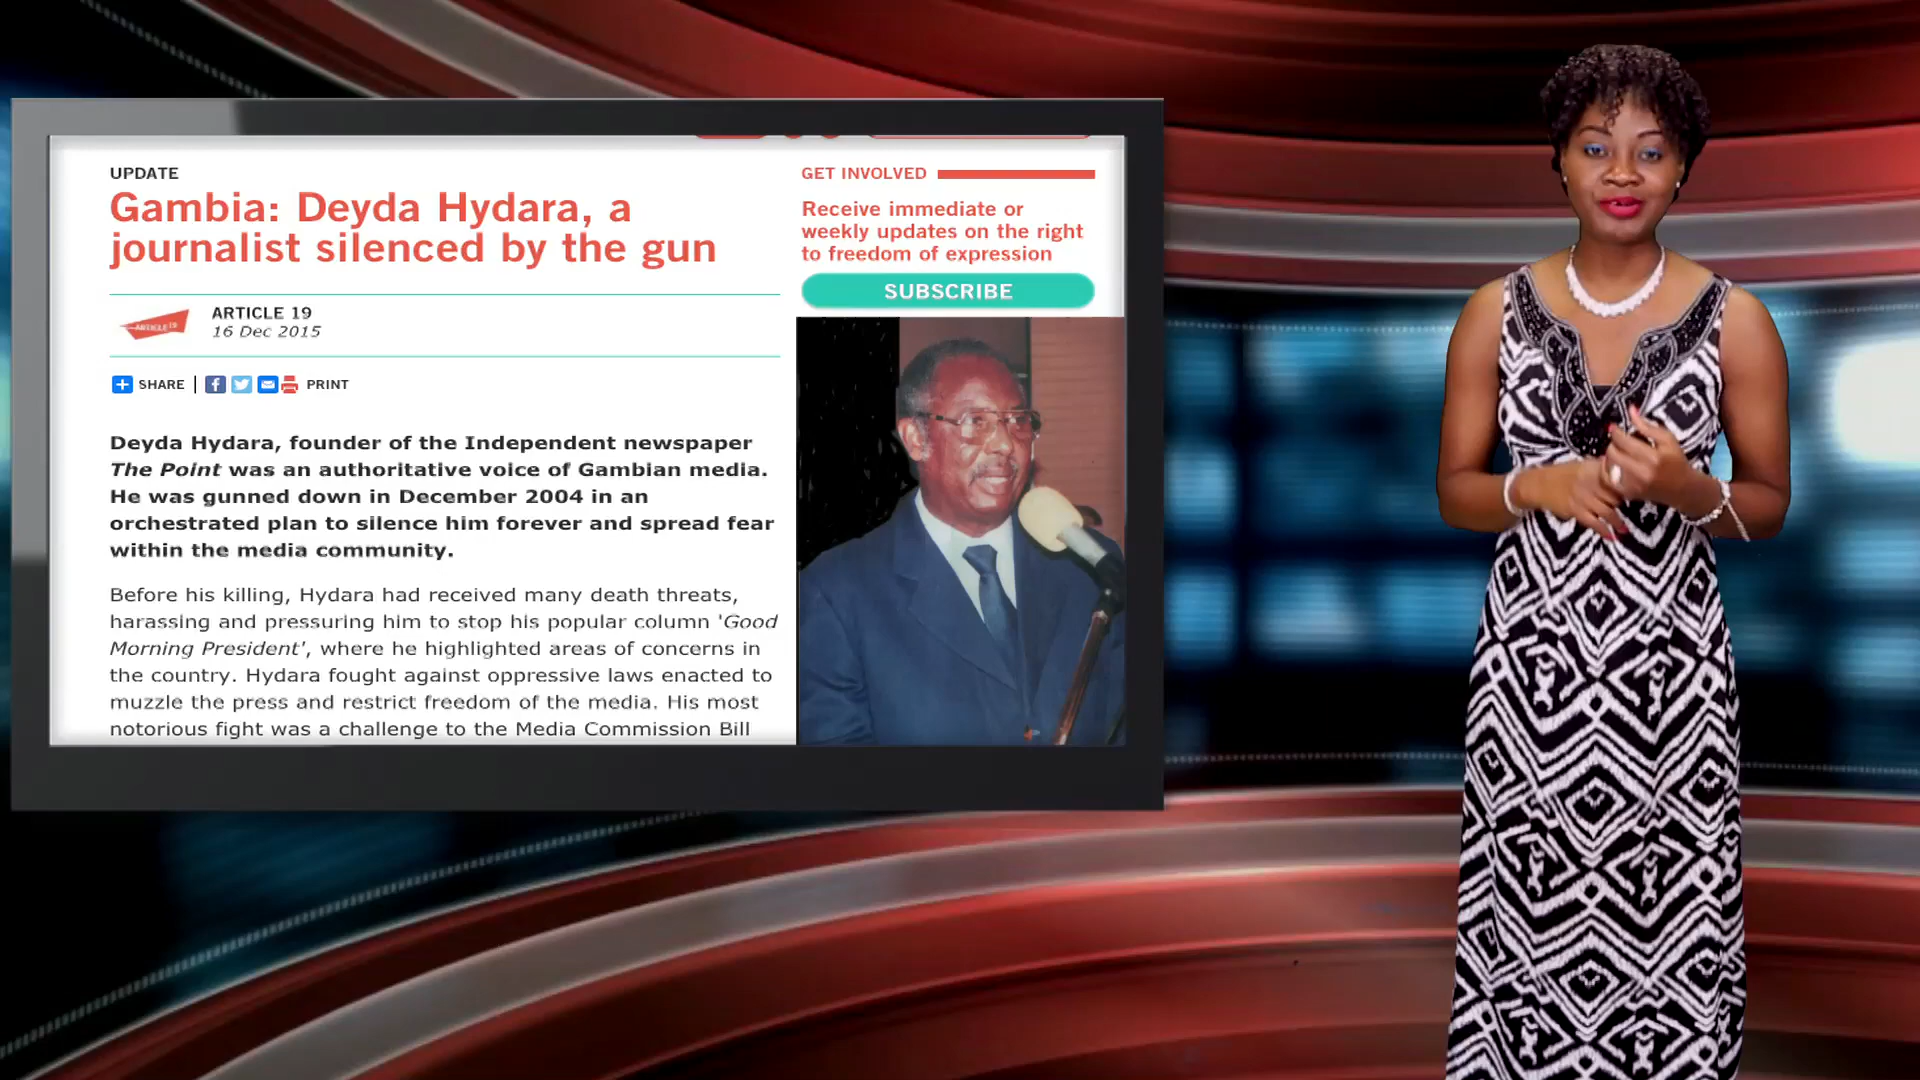 UPDATE
Gambia: Deyda Hydara, a
journalist silenced by the gun
ARTICLE 19
ARTICLE 19
16 Dec 2015
SHARE
PRINT
Deyda Hydara, founder of the Independent newspaper
The Point was an authoritative voice of Gambian media.
He was gunned down in December 2004 in an
orchestrated plan to silence him forever and spread fear
within the media community.
Before his killing, Hydara had received many death threats,
harassing and pressuring him to stop his popular column 'Good
Morning President', where he highlighted areas of concerns in
the country. Hydara fought against oppressive laws enacted to
muzzle the press and restrict freedom of the media. His most
notorious fight was a challenge to the Media Commission Bill
GET INVOLVED
Receive immediate or
weekly updates on the right
to freedom of expression
SUBSCRIBE